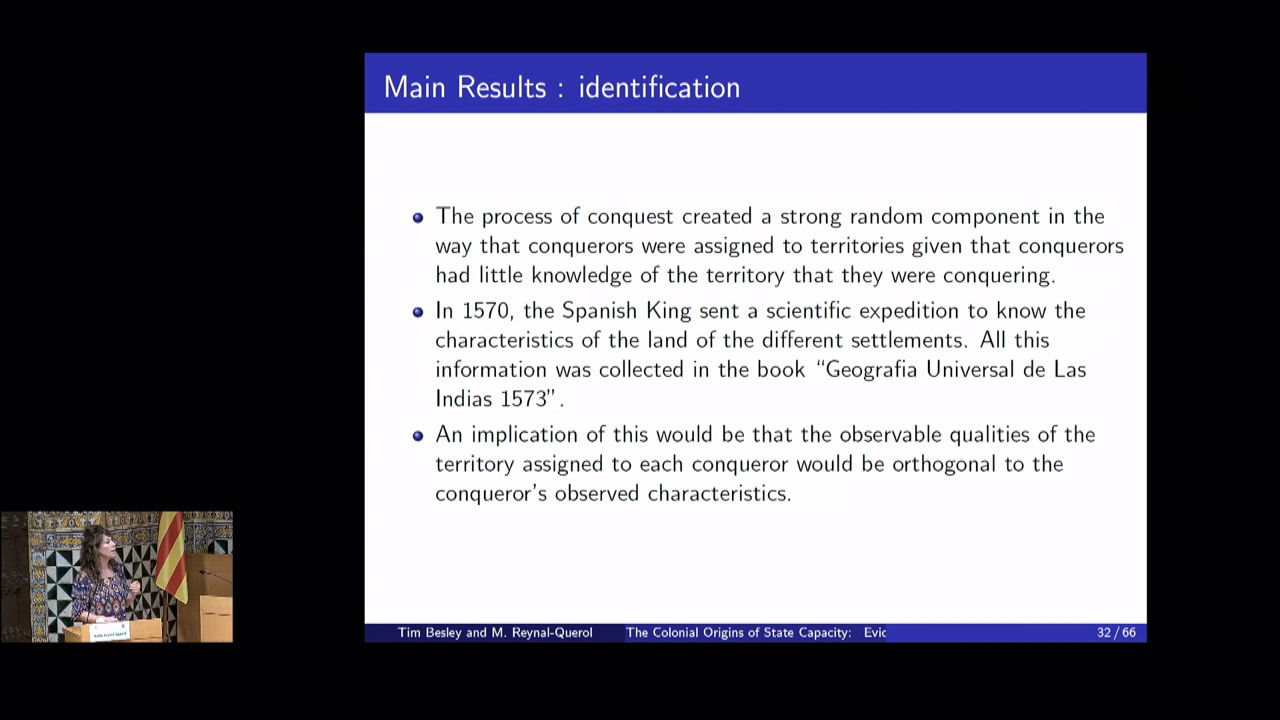 Main Results : identification
The process of conquest created a strong random component in the
way that conquerors were assigned to territories given that conquerors
had little knowledge of the territory that they were conquering.
In 1570, the Spanish King sent a scientific expedition to know the
characteristics of the land of the different settlements. All this
information was collected in the book “Geografia Universal de Las
Indias 1573”.
An implication of this would be that the observable qualities of the
territory assigned to each conqueror would be orthogonal to the
conqueror's observed characteristics.
Tim Besley and M. Reynal-Querol The Colonial Origins of State Capacity: Evic 32 / 66